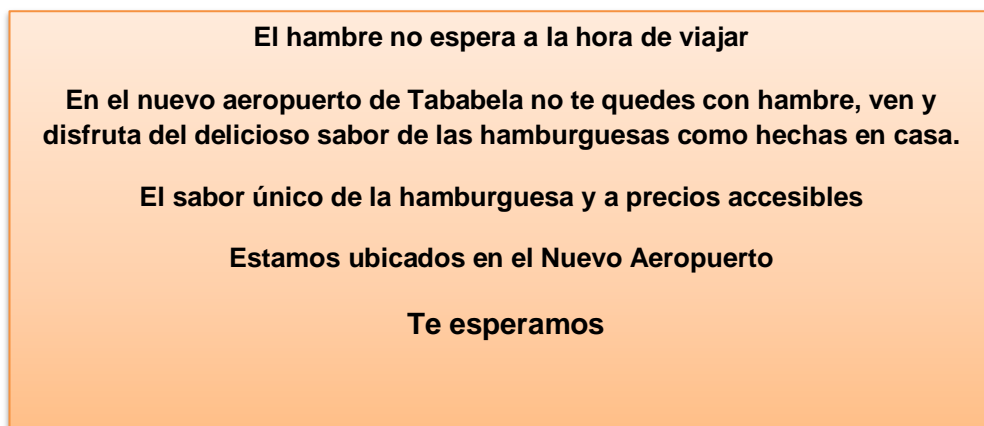 El hambre no espera a la hora de viajar
En el nuevo aeropuerto de Tababela no te quedes con hambre, ven y
disfruta del delicioso sabor de las hamburguesas como hechas en casa.
El sabor único de la hamburguesa y a precios accesibles
Estamos ubicados en el Nuevo Aeropuerto
Te esperamos